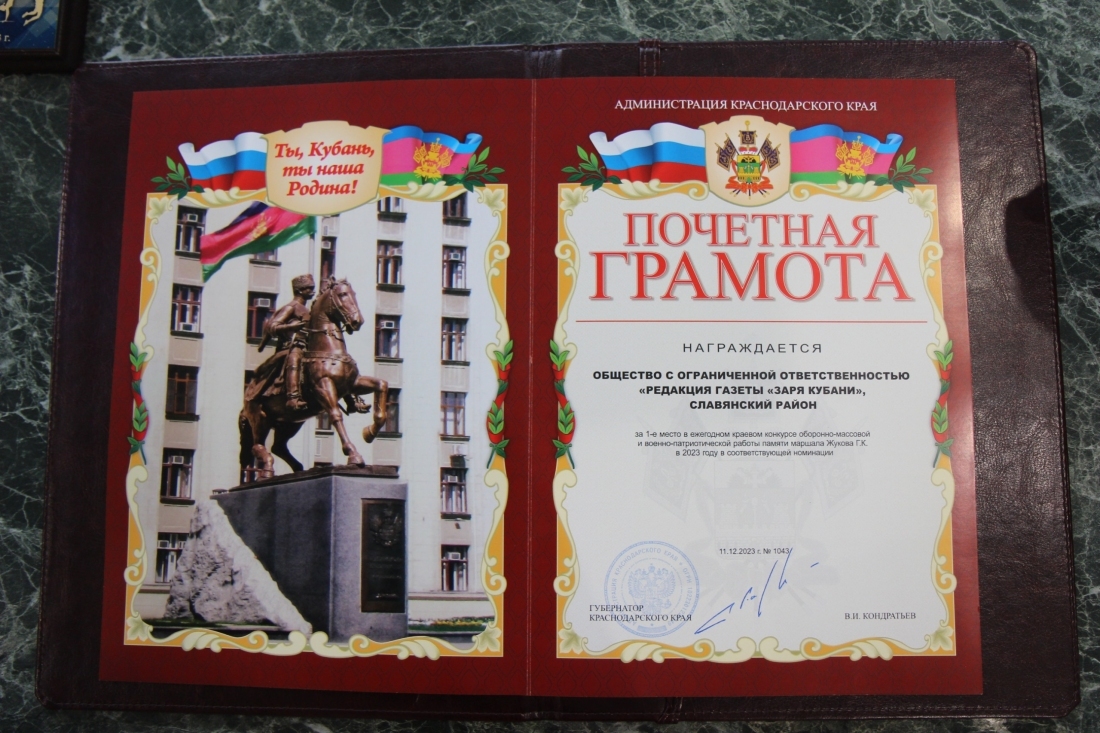 г.
Ты, Кубань,
ты наша
Родина!
АДМИНИСТРАЦИЯ КРАСНОДАРСКОГО КРАЯ
ПОЧЕТНАЯ
ГРАМОТА
НАГРАЖДАЕТСЯ
ОБЩЕСТВО С ОГРАНИЧЕННОЙ ОТВЕТСТВЕННОСТЬЮ
«РЕДАКЦИЯ ГАЗЕТЫ «ЗАРЯ КУБАНИ»,
СЛАВЯНСКИЙ РАЙОН
за 1-е место в ежегодном краевом конкурсе оборонно-массовой
и военно-патриотической работы памяти маршала Жукова Г.К.
в 2023 году в соответствующей номинации
11.12.2023 г. № 1043
ГУБЕРНАТОР
КРАСНОДАРСКОГО КРАЯ
В.И. КОНДРАТЬЕВ